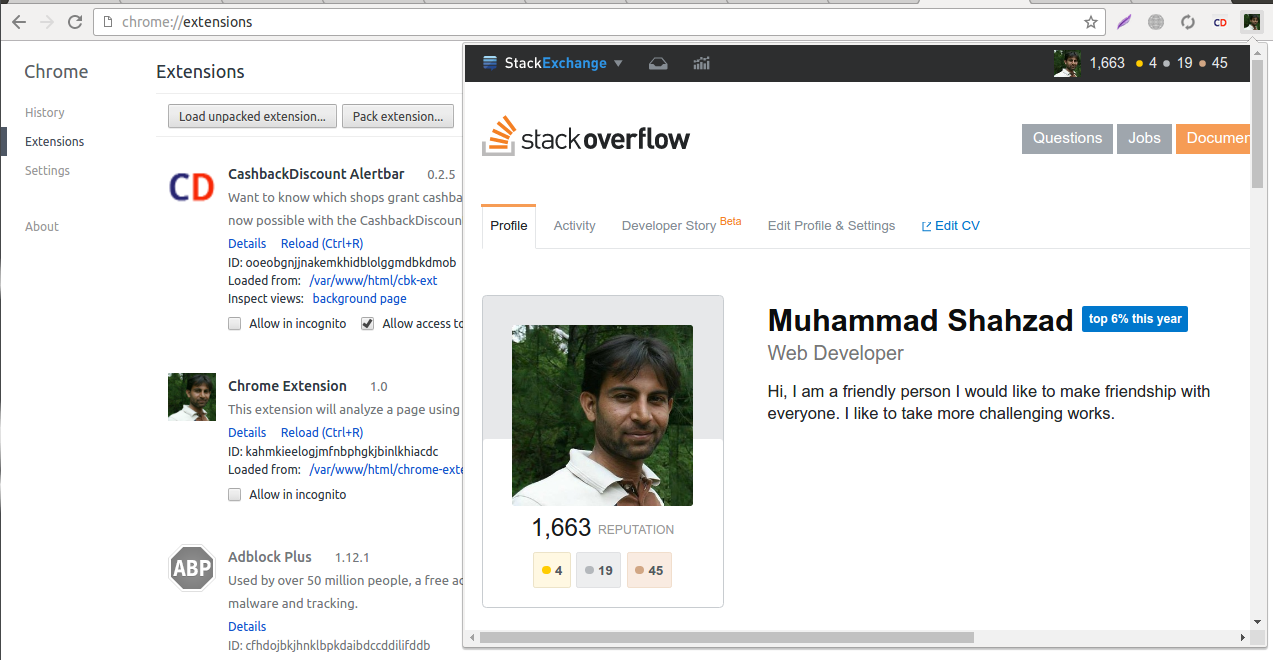 chrome://extensions
CD
Chrome
History
Extensions
Settings
About
Extensions
Load unpacked extension...
Pack extension...
CD
CashbackDiscount Alertbar 0.2.5
Want to know which shops grant cashba
now possible with the CashbackDiscoun
Details Reload (Ctrl+R)
ID: ooeobgnjjnakemkhidblolggmdbkdmob
Loaded from: /var/www/html/cbk-ext
Inspect views: background page
Allow in incognito Allow access to
Chrome Extension 1.0
This extension will analyze a page using
Details Reload (Ctrl+R)
ID: kahmkieelogjmfnbphgkjbinlkhiacdc
Loaded from: /var/www/html/chrome-exte
Allow in incognito
ABP
Adblock Plus 1.12.1
Used by over 50 million people, a free ad
malware and tracking.
Details
ID: cfhdojbkjhnklbpkdaibdccddilifddb
StackExchange
1,663 4 19 45
stackoverflow
Questions Jobs Documen
Profile Activity Developer Story Beta Edit Profile & Settings Edit CV
Muhammad Shahzad top 6% this year
Web Developer
Hi, I am a friendly person I would like to make friendship with
everyone. I like to take more challenging works.
1,663 REPUTATION
4 19 45